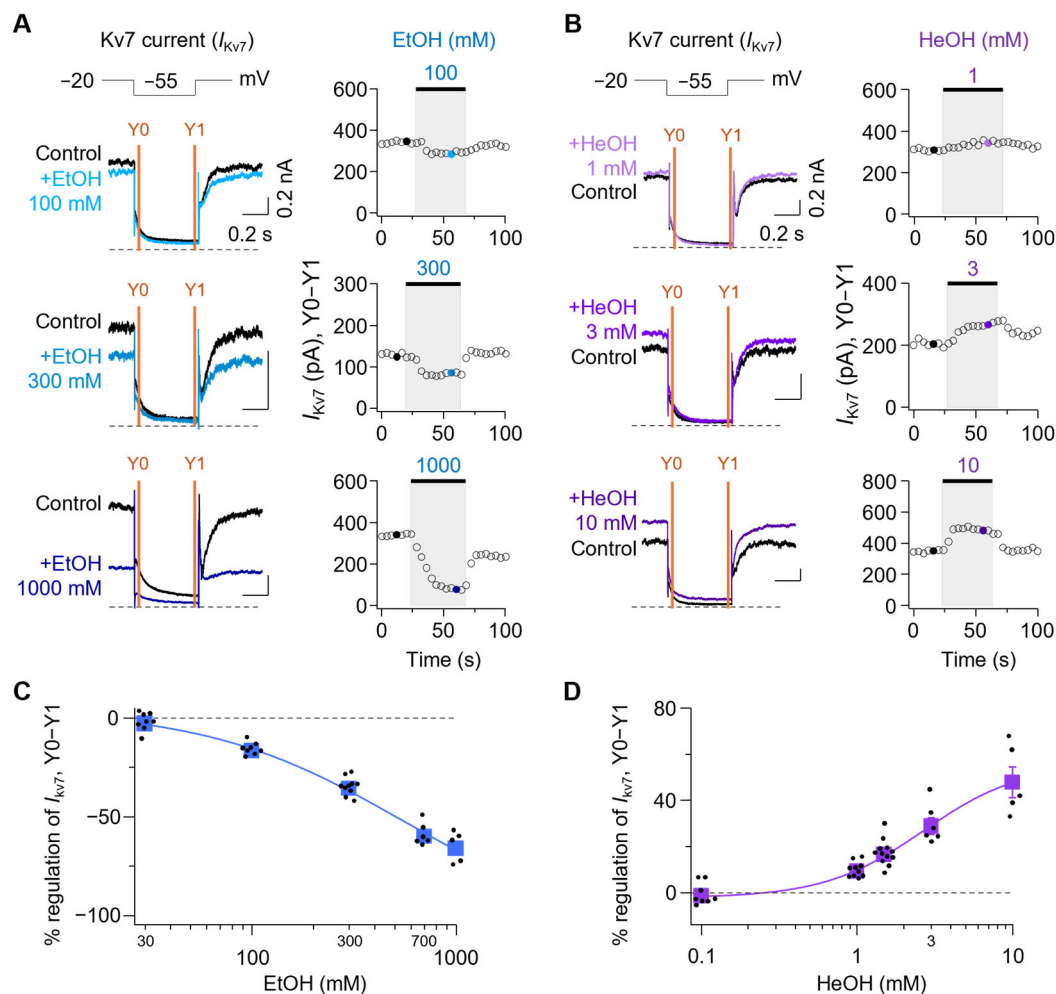 A
Kv7 current (IKv7)
EtOH (mM)
−20
−55
mV
Y0
Y1
Control
+EtOH
100 mM
0.2 nA
0.2 s
100
600
400
200
0
0
50
100
Y0
Y1
Control
+EtOH
300 mM
IKv7 (pA), Y0−Y1
300
300
200
100
0
0
50
100
Y0
Y1
Control
+EtOH
1000 mM
1000
600
400
200
0
0
50
100
Time (s)
B
Kv7 current (IKv7)
HeOH (mM)
−20
−55
mV
Y0
Y1
+HeOH
1 mM
Control
0.2 nA
0.2 s
1
600
400
200
0
0
50
100
Y0
Y1
+HeOH
3 mM
Control
IKv7 (pA), Y0−Y1
3
400
300
200
100
0
0
50
100
Y0
Y1
+HeOH
10 mM
Control
10
800
600
400
200
0
0
50
100
Time (s)
C
% regulation of Ikv7, Y0−Y1
0
−50
−100
30
100
300
700
1000
EtOH (mM)
D
% regulation of Ikv7, Y0−Y1
80
40
0
0.1
1
3
10
HeOH (mM)